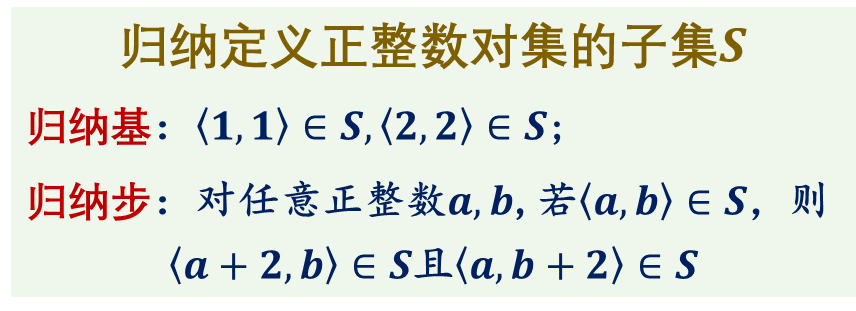 归纳定义正整数对集的子集S
归纳基：⟨1,1⟩ ∈ S,⟨2,2⟩ ∈ S；
归纳步：对任意正整数a, b, 若⟨a, b⟩ ∈ S，则
⟨a + 2, b⟩ ∈ S且⟨a, b + 2⟩ ∈ S